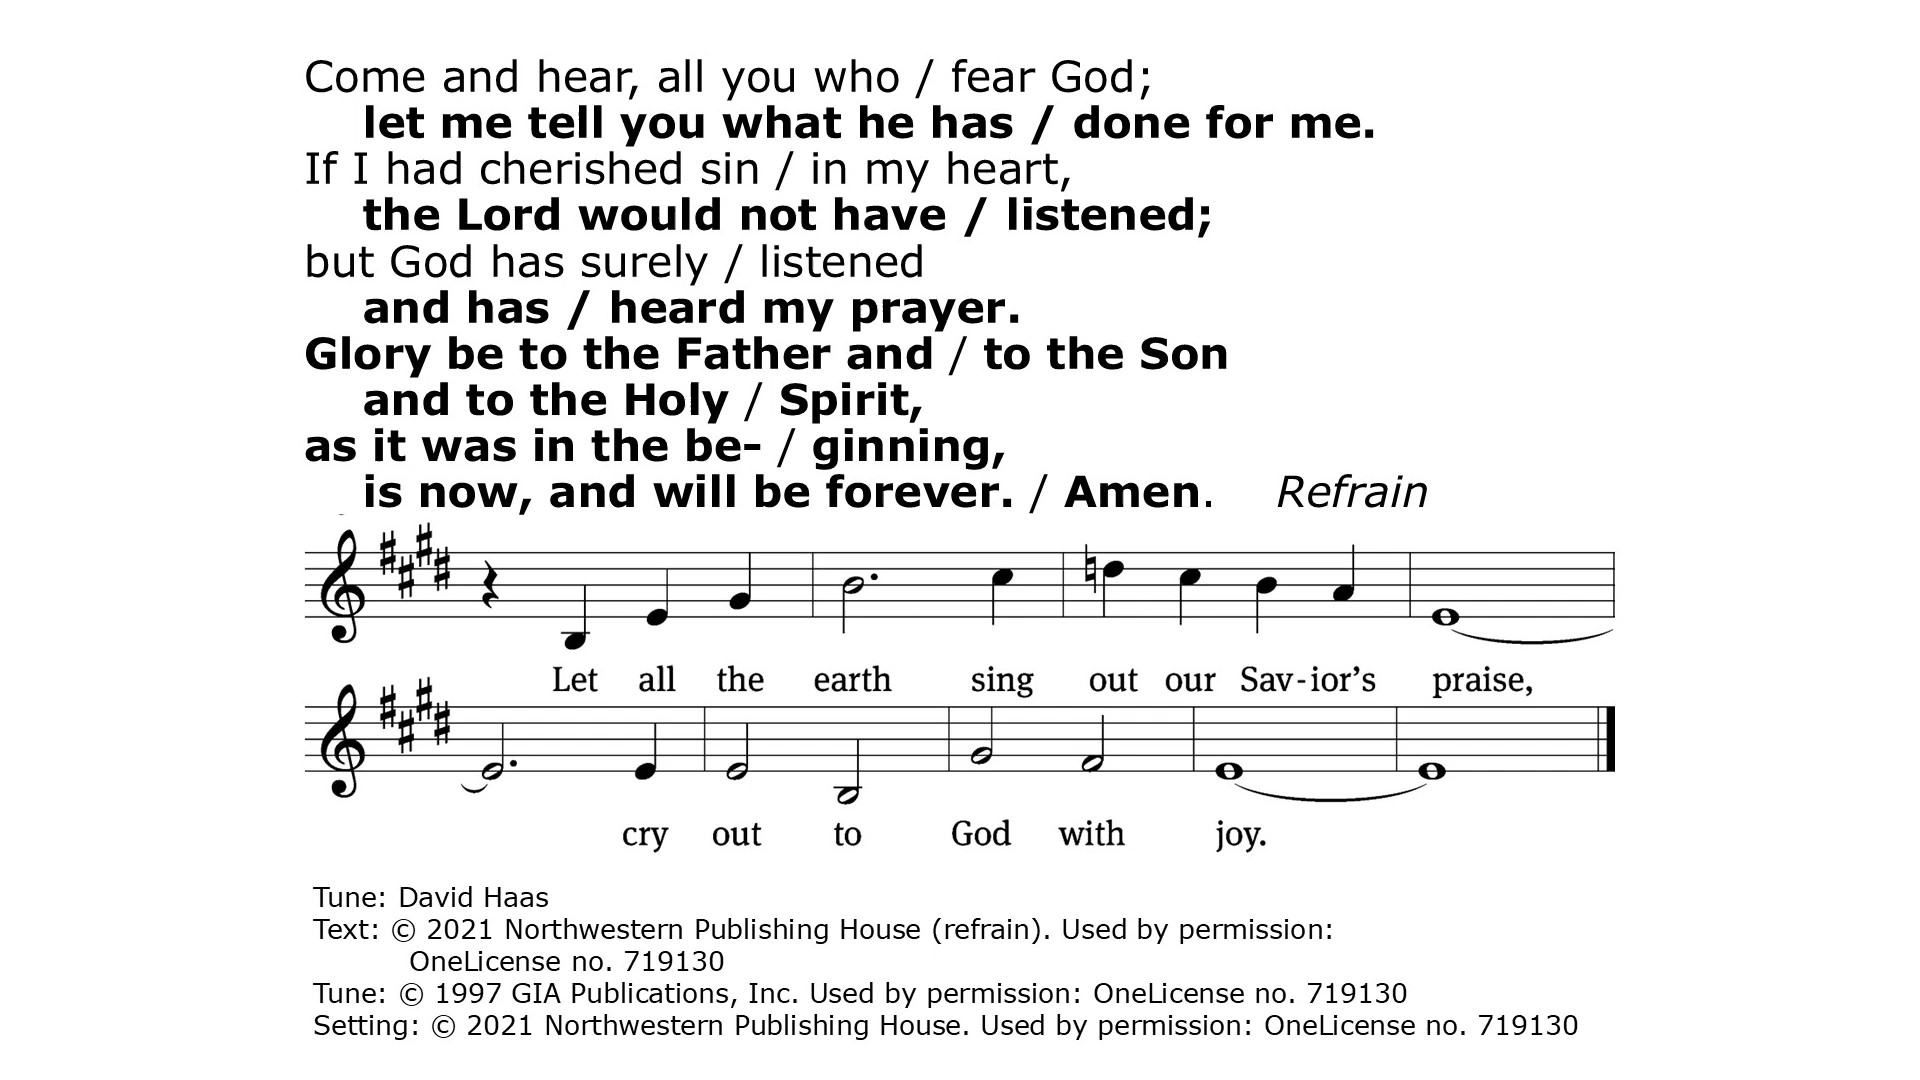 Come and hear, all you who / fear God;
let me tell you what he has / done for me.
If I had cherished sin / in my heart,
the Lord would not have / listened;
but God has surely / listened
and has / heard my prayer.
Glory be to the Father and / to the Son
and to the Holy / Spirit,
as it was in the be- / ginning,
is now, and will be forever. / Amen. Refrain
Let all the earth sing out our Sav-ior’s praise,
cry out to God with joy.
Tune: David Haas
Text: © 2021 Northwestern Publishing House (refrain). Used by permission:
OneLicense no. 719130
Tune: © 1997 GIA Publications, Inc. Used by permission: OneLicense no. 719130
Setting: © 2021 Northwestern Publishing House. Used by permission: OneLicense no. 719130